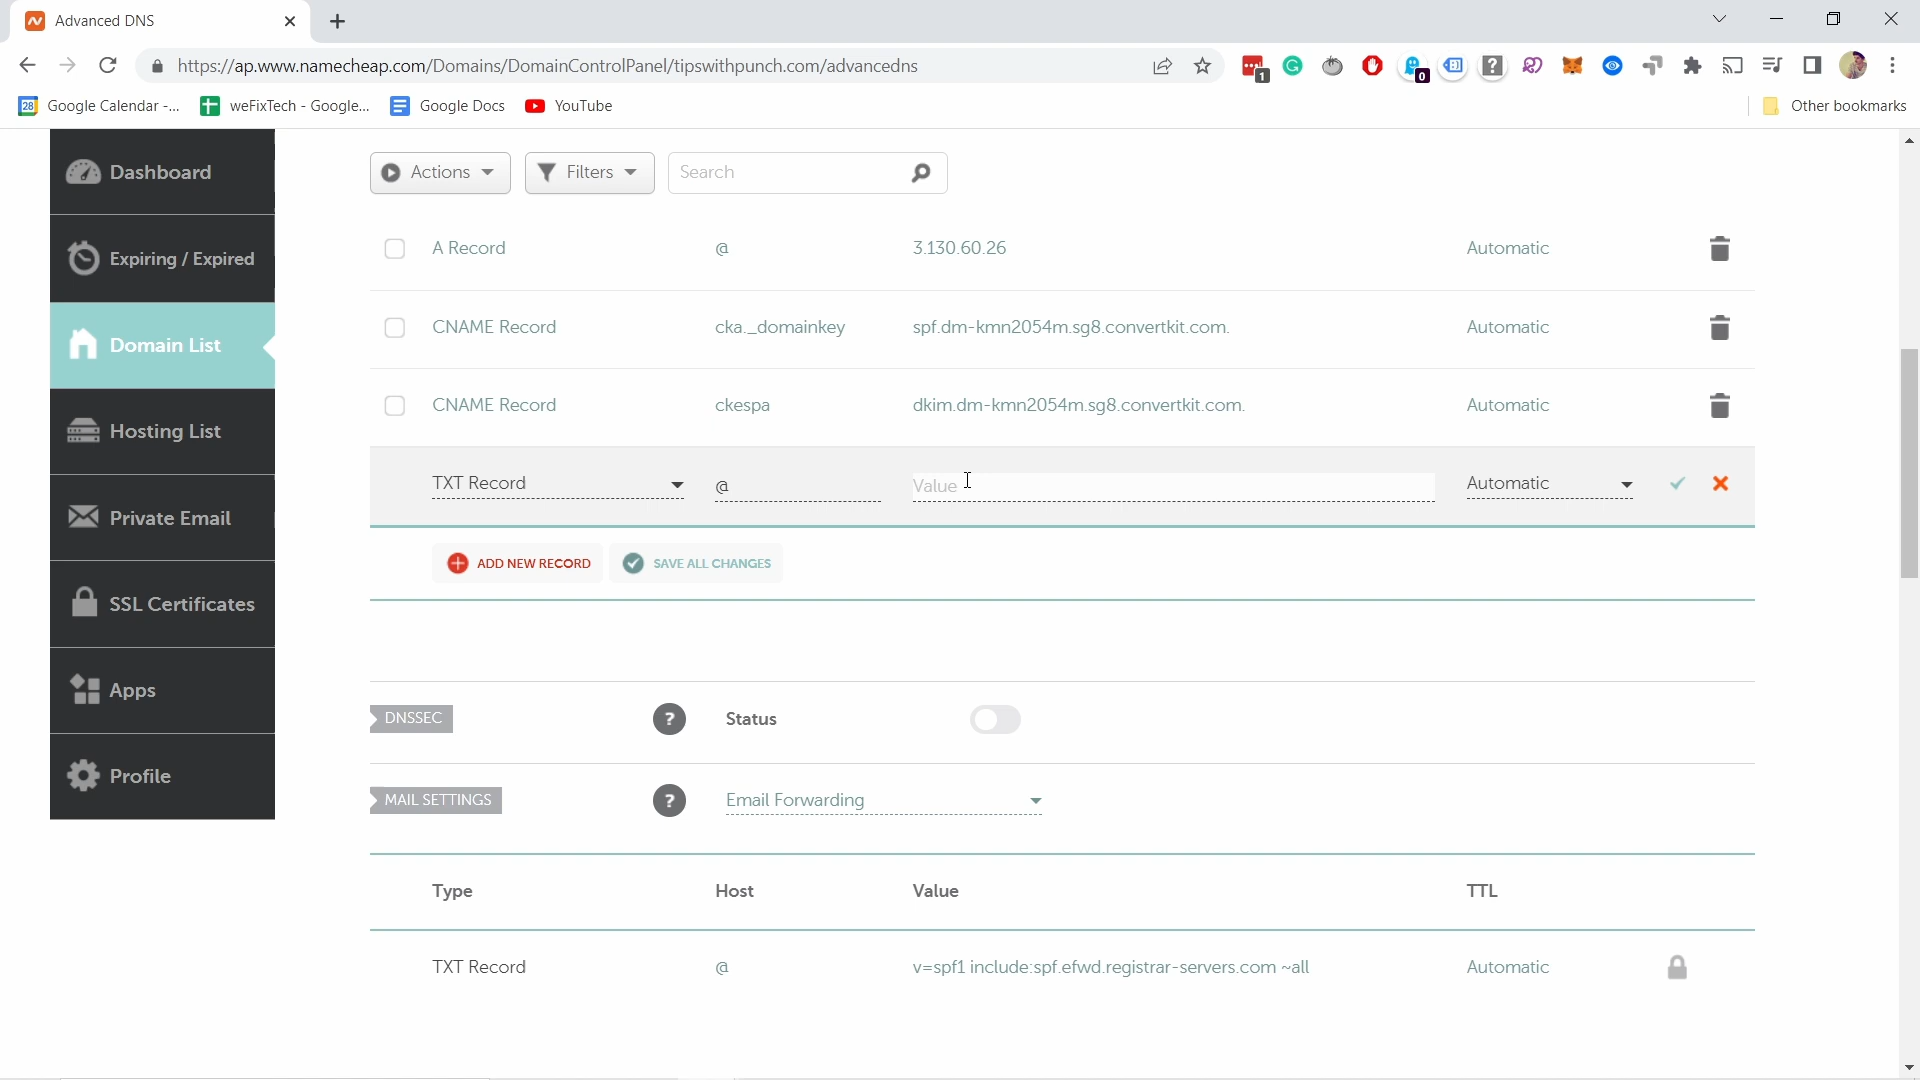 Advanced DNS
https://ap.www.namecheap.com/Domains/DomainControlPanel/tipswithpunch.com/advancedns
1
0
28 Google Calendar -... weFixTech - Google... Google Docs YouTube Other bookmarks
Dashboard
Expiring / Expired
Domain List
Hosting List
Private Email
SSL Certificates
Apps
Profile
Actions Filters Search
A Record @ 3.130.60.26 Automatic
CNAME Record cka._domainkey spf.dm-kmn2054m.sg8.convertkit.com. Automatic
CNAME Record ckespa dkim.dm-kmn2054m.sg8.convertkit.com. Automatic
TXT Record @ Value Automatic
ADD NEW RECORD SAVE ALL CHANGES
DNSSEC ? Status
MAIL SETTINGS ? Email Forwarding
Type Host Value TTL
TXT Record @ v=spf1 include:spf.efwd.registrar-servers.com ~all Automatic